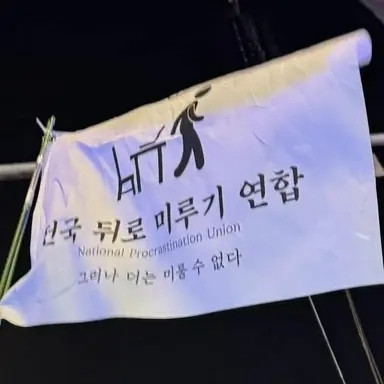 전국 뒤로 미루기 연합
National Procrastination Union
그러나 더는 미룰 수 없다